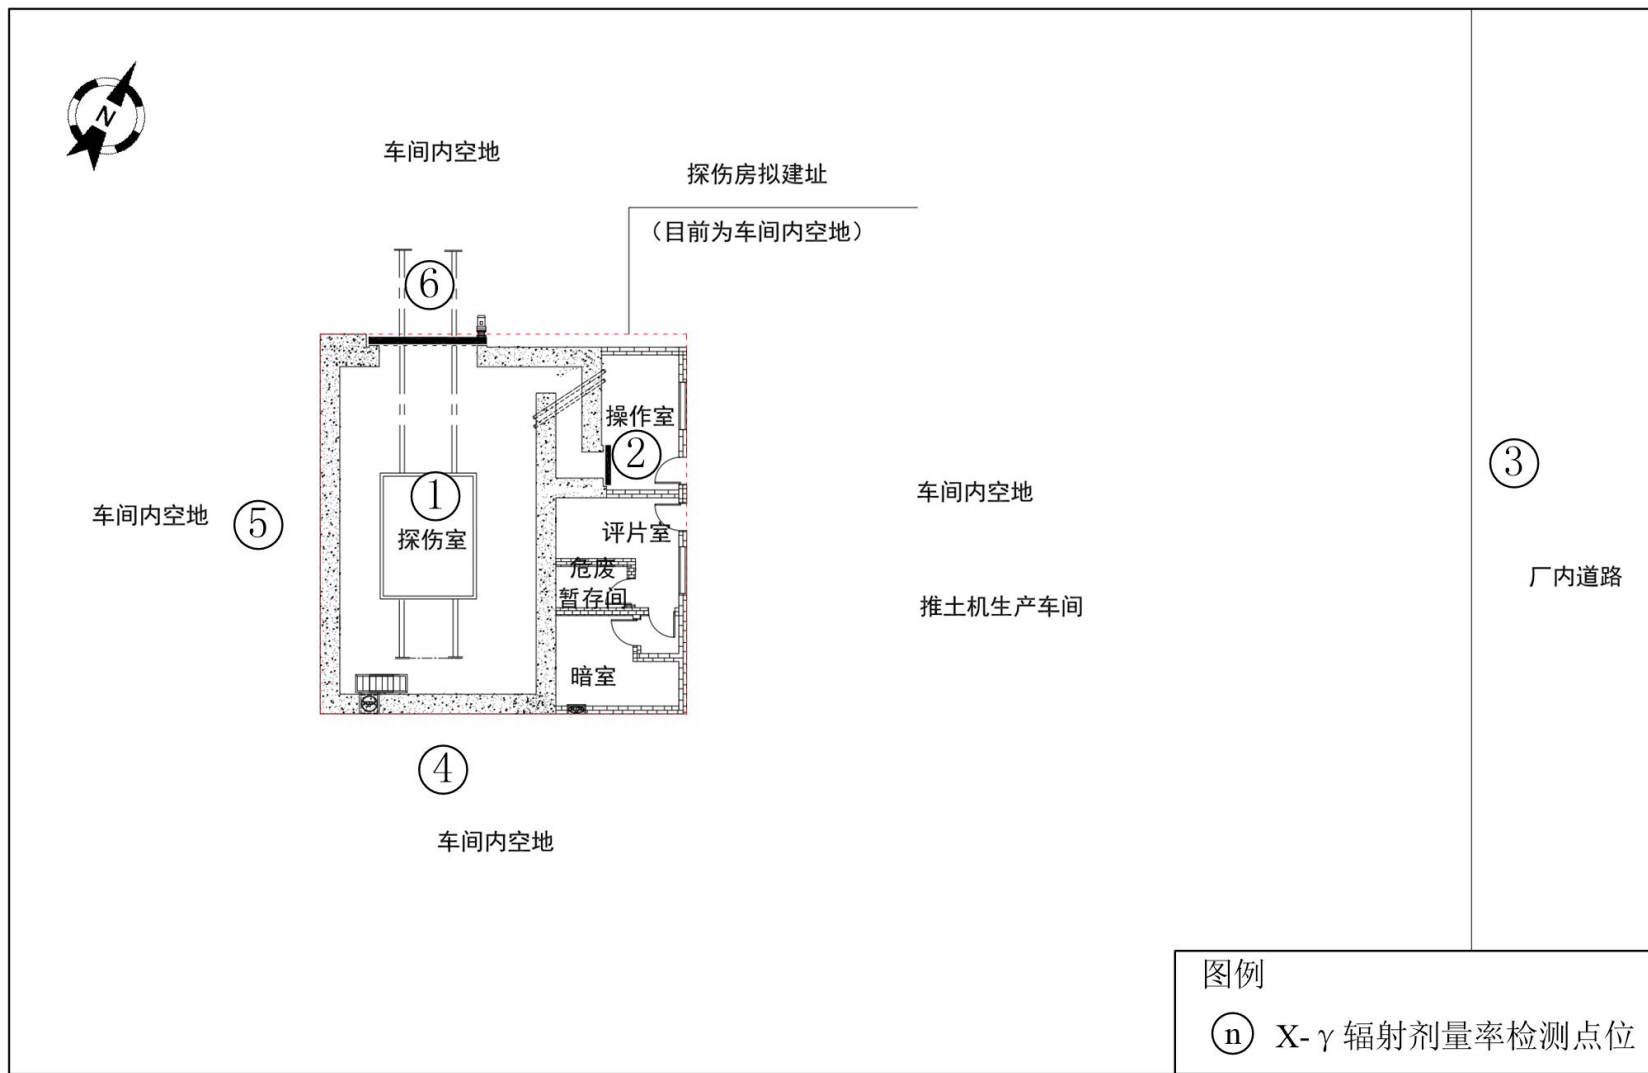 N
车间内空地
探伤房拟建址
（目前为车间内空地）
⑥
操作室
②
③
①
车间内空地
车间内空地
⑤
评片室
探伤室
危废
暂存间
厂内道路
推土机生产车间
暗室
④
车间内空地
图例
ⓝ X-γ辐射剂量率检测点位